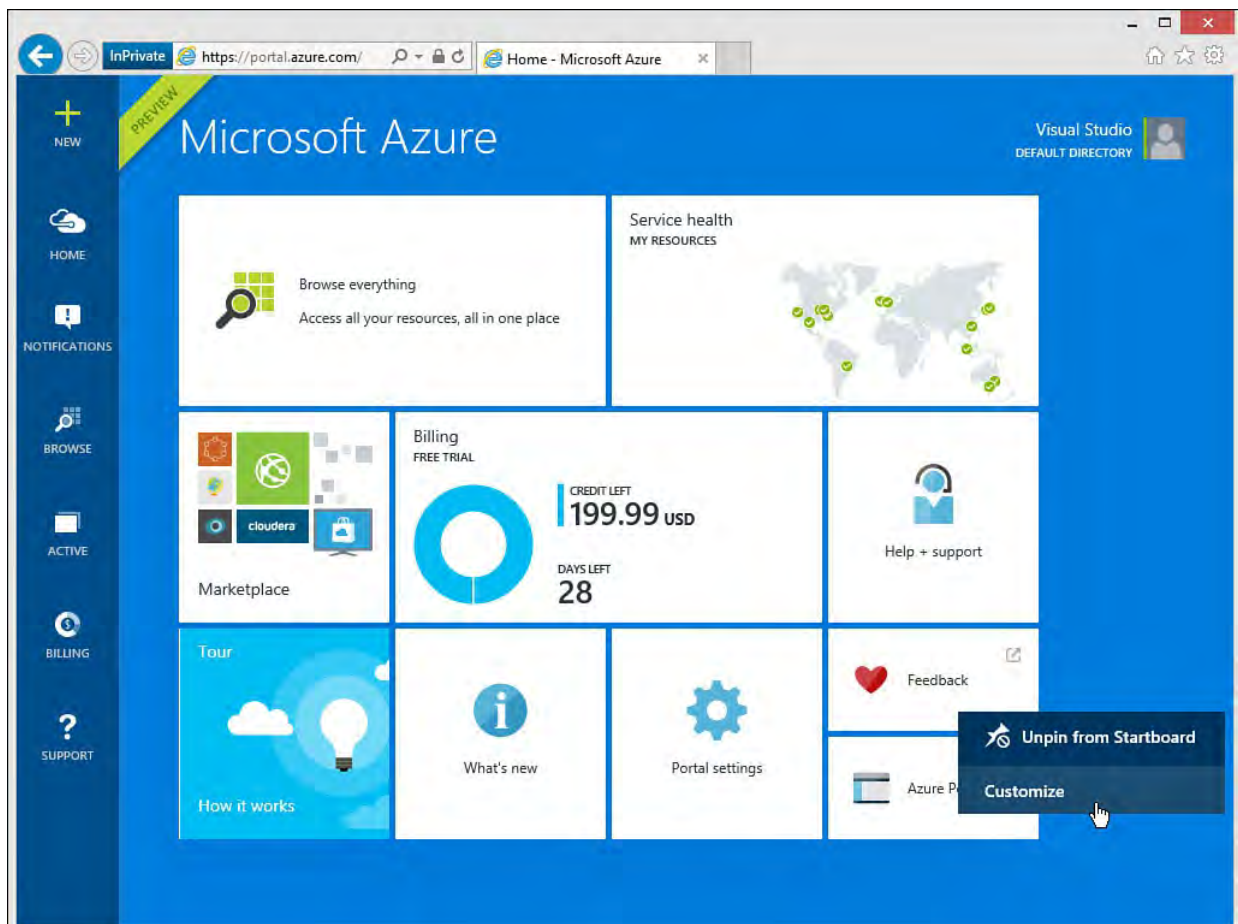 InPrivate
https://portal.azure.com/
Home - Microsoft Azure
NEW
HOME
NOTIFICATIONS
BROWSE
ACTIVE
BILLING
SUPPORT
PREVIEW
Microsoft Azure
Visual Studio
DEFAULT DIRECTORY
Browse everything
Access all your resources, all in one place
Service health
MY RESOURCES
cloudera
Marketplace
Billing
FREE TRIAL
CREDIT LEFT
199.99 USD
DAYS LEFT
28
Help + support
Tour
How it works
What's new
Portal settings
Feedback
Azure
Unpin from Startboard
Customize